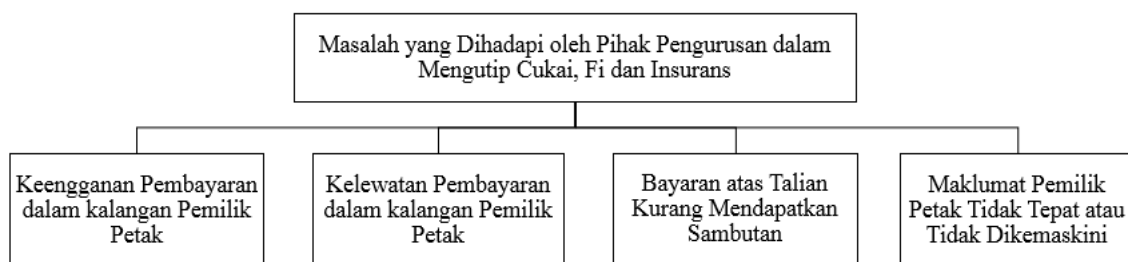 Masalah yang Dihadapi oleh Pihak Pengurusan dalam
Mengutip Cukai, Fi dan Insurans
Keengganan Pembayaran
dalam kalangan Pemilik
Petak
Kelewatan Pembayaran
dalam kalangan Pemilik
Petak
Bayaran atas Talian
Kurang Mendapatkan
Sambutan
Maklumat Pemilik
Petak Tidak Tepat atau
Tidak Dikemaskini